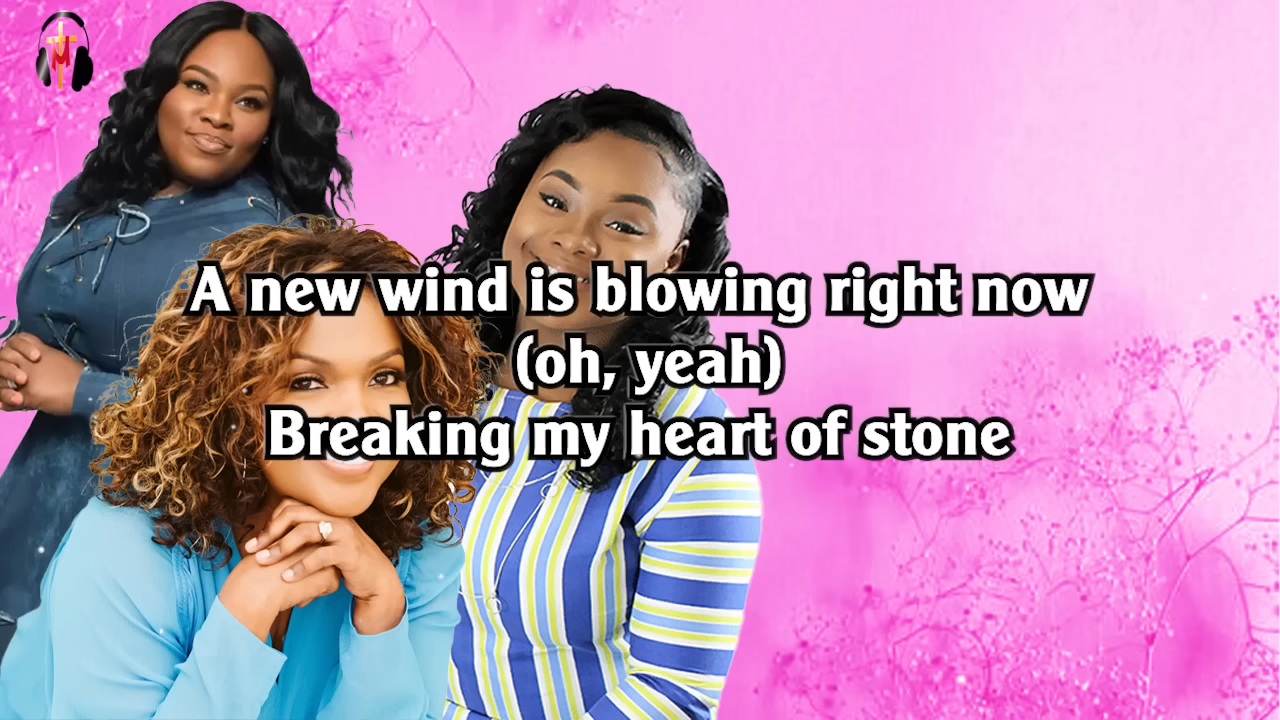 A new wind is blowing right now
(oh, yeah)
Breaking my heart of stone